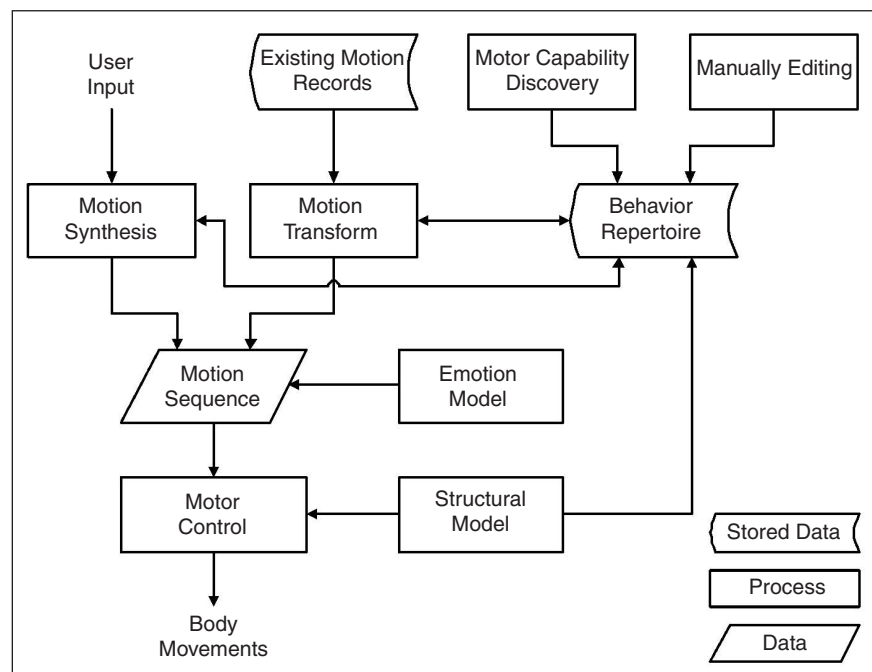 User
Input
Existing Motion
Records
Motor Capability
Discovery
Manually Editing
Motion
Synthesis
Motion
Transform
Behavior
Repertoire
Motion
Sequence
Emotion
Model
Motor
Control
Structural
Model
Body
Movements
Stored Data
Process
Data